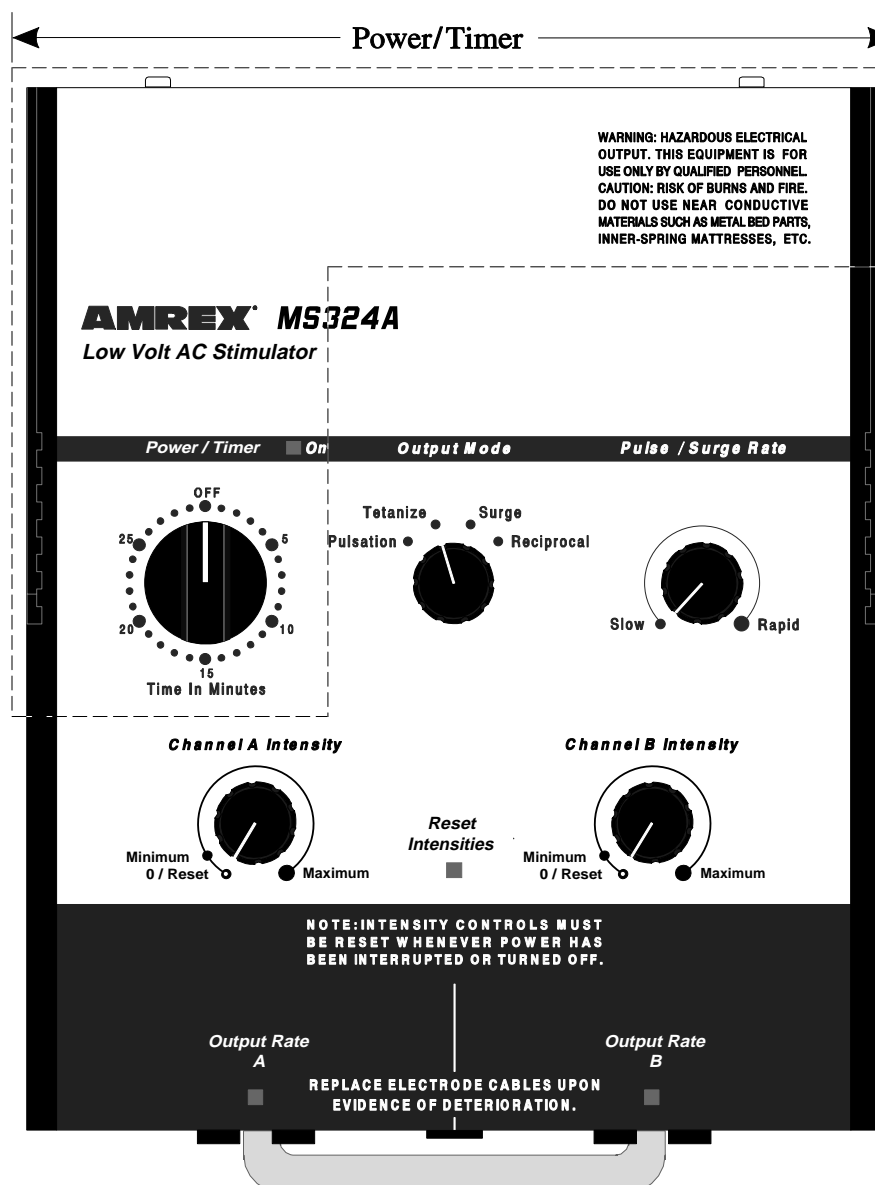 Power/Timer
WARNING: HAZARDOUS ELECTRICAL
OUTPUT. THIS EQUIPMENT IS FOR
USE ONLY BY QUALIFIED PERSONNEL.
CAUTION: RISK OF BURNS AND FIRE.
DO NOT USE NEAR CONDUCTIVE
MATERIALS SUCH AS METAL BED PARTS,
INNER-SPRING MATTRESSES, ETC.
AMREX® MS324A
Low Volt AC Stimulator
Power / Timer On Output Mode Pulse / Surge Rate
OFF
5
10
15
20
25
Time In Minutes
Tetanize Surge
Pulsation Reciprocal
Slow Rapid
Channel A Intensity
Minimum
0 / Reset Maximum
Reset
Intensities
Channel B Intensity
Minimum
0 / Reset Maximum
NOTE: INTENSITY CONTROLS MUST
BE RESET WHENEVER POWER HAS
BEEN INTERRUPTED OR TURNED OFF.
Output Rate
A
Output Rate
B
REPLACE ELECTRODE CABLES UPON
EVIDENCE OF DETERIORATION.